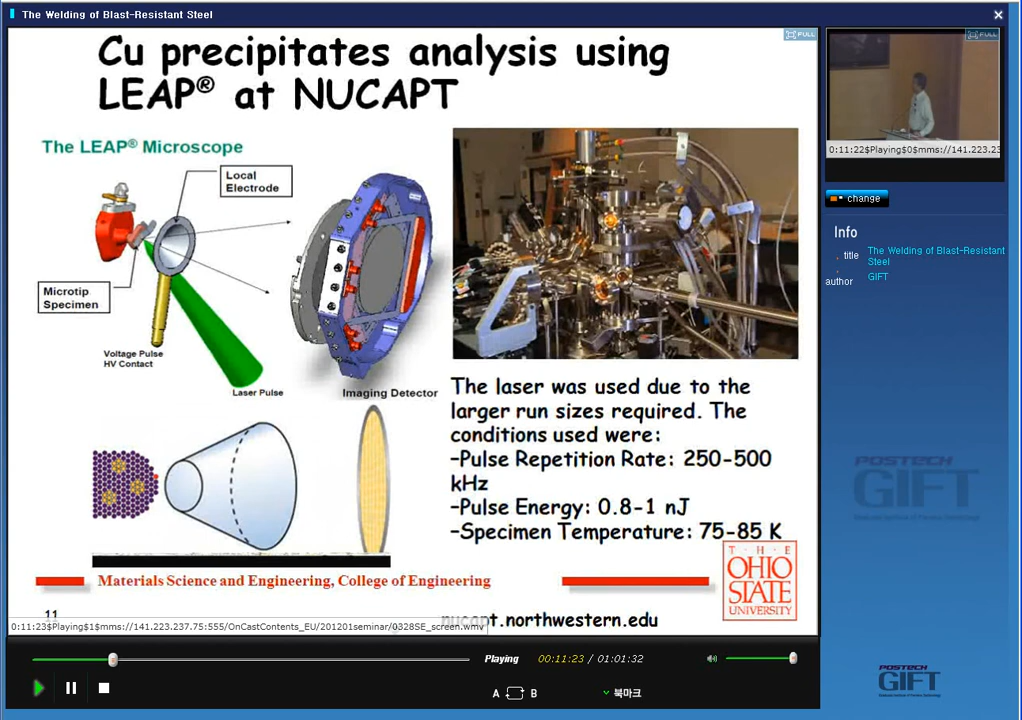 The Welding of Blast-Resistant Steel
FULL
Cu precipitates analysis using
LEAP® at NUCAPT
The LEAP® Microscope
Local
Electrode
Microtip
Specimen
Voltage Pulse
HV Contact
Laser Pulse
Imaging Detector
The laser was used due to the
larger run sizes required. The
conditions used were:
-Pulse Repetition Rate: 250-500
kHz
-Pulse Energy: 0.8-1 nJ
-Specimen Temperature: 75-85 K
Materials Science and Engineering, College of Engineering
T · H · E
OHIO
STATE
UNIVERSITY
11
nucapt.northwestern.edu
0:11:23$Playing$1$mms://141.223.237.75:555/OnCastContents_EU/201201seminar/0328SE_screen.wmv
Playing
00:11:23 / 01:01:32
A B
북마크
FULL
0:11:22$Playing$0$mms://141.223.23
change
Info
title
The Welding of Blast-Resistant
Steel
author
GIFT
POSTECH
GIFT
POSTECH
GIFT